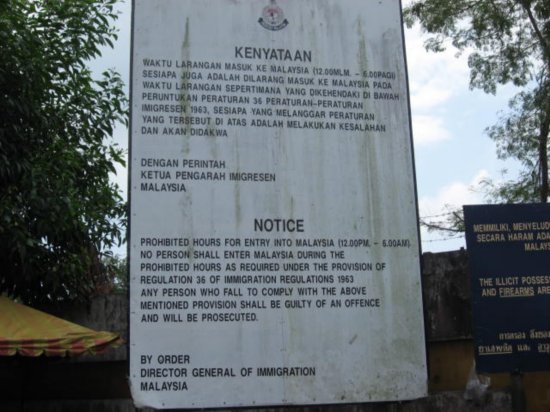 KENYATAAN
WAKTU LARANGAN MASUK KE MALAYSIA (12.00MLM. - 6.00PAGI)
SESIAPA JUGA ADALAH DILARANG MASUK KE MALAYSIA PADA
WAKTU LARANGAN SEPERTIMANA YANG DIKEHENDAKI DI BAWAH
PERUNTUKAN PERATURAN 36 PERATURAN-PERATURAN
IMIGRESEN 1963, SESIAPA YANG MELANGGAR PERATURAN
YANG TERSEBUT DI ATAS ADALAH MELAKUKAN KESALAHAN
DAN AKAN DIDAKWA
DENGAN PERINTAH
KETUA PENGARAH IMIGRESEN
MALAYSIA
NOTICE
PROHIBITED HOURS FOR ENTRY INTO MALAYSIA (12.00PM. - 6.00AM)
NO PERSON SHALL ENTER MALAYSIA DURING THE
PROHIBITED HOURS AS REQUIRED UNDER THE PROVISION OF
REGULATION 36 OF IMMIGRATION REGULATIONS 1963
ANY PERSON WHO FALL TO COMPLY WITH THE ABOVE
MENTIONED PROVISION SHALL BE GUILTY OF AN OFFENCE
AND WILL BE PROSECUTED.
BY ORDER
DIRECTOR GENERAL OF IMMIGRATION
MALAYSIA
MEMMILIKI, MENYELUD
SECARA HARAM ADA
MALAY
THE ILLICIT POSSES
AND FIREARMS ARE